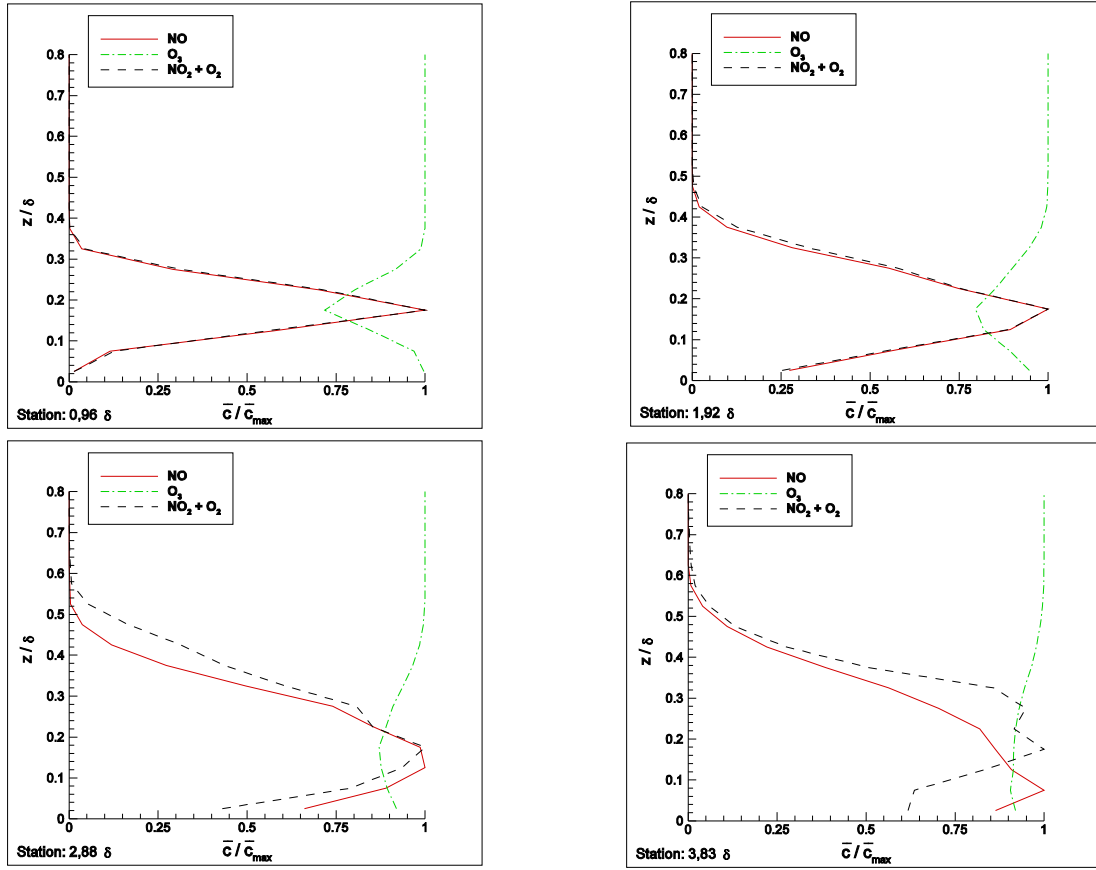 NO
O₃
NO₂ + O₂
0.8
0.7
0.6
0.5
0.4
0.3
0.2
0.1
0
z / δ
0 0.25 0.5 0.75 1
c̅ / c̅max
Station: 0,96 δ
NO
O₃
NO₂ + O₂
0.8
0.7
0.6
0.5
0.4
0.3
0.2
0.1
0
z / δ
0 0.25 0.5 0.75 1
c̅ / c̅max
Station: 1,92 δ
NO
O₃
NO₂ + O₂
0.8
0.7
0.6
0.5
0.4
0.3
0.2
0.1
0
z / δ
0 0.25 0.5 0.75 1
c̅ / c̅max
Station: 2,88 δ
NO
O₃
NO₂ + O₂
0.8
0.7
0.6
0.5
0.4
0.3
0.2
0.1
0
z / δ
0 0.25 0.5 0.75 1
c̅ / c̅max
Station: 3,83 δ